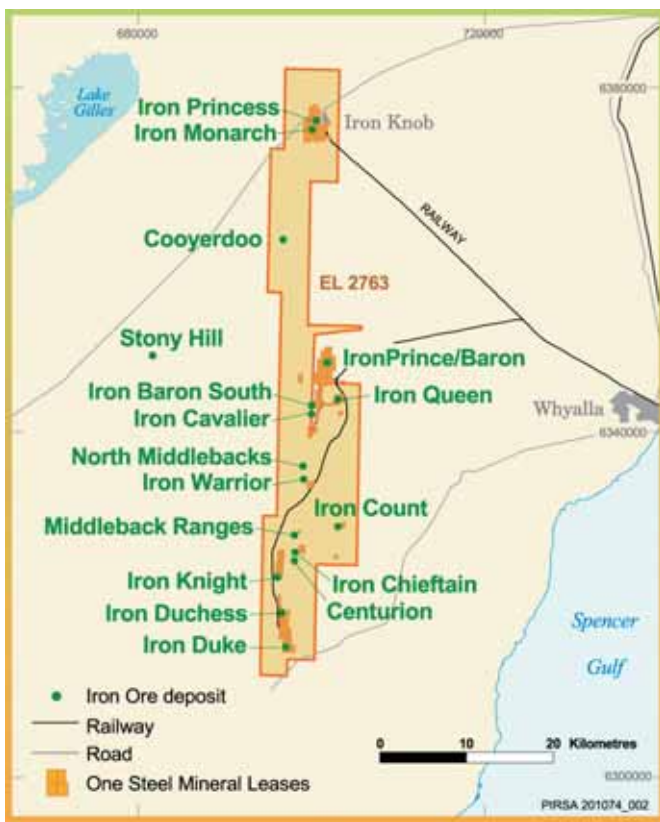 680000
720000
6380000
Lake
Gilles
Iron Princess
Iron Monarch
Iron Knob
RAILWAY
Cooyerdoo
EL 2763
Stony Hill
IronPrince/Baron
Iron Baron South
Iron Queen
Iron Cavalier
Whyalla
6340000
North Middlebacks
Iron Warrior
Iron Count
Middleback Ranges
Iron Knight
Iron Chieftain
Centurion
Iron Duchess
Iron Duke
Spencer
Gulf
Iron Ore deposit
Railway
Road
One Steel Mineral Leases
0 10 20 Kilometres
6300000
PIRSA 201074_002